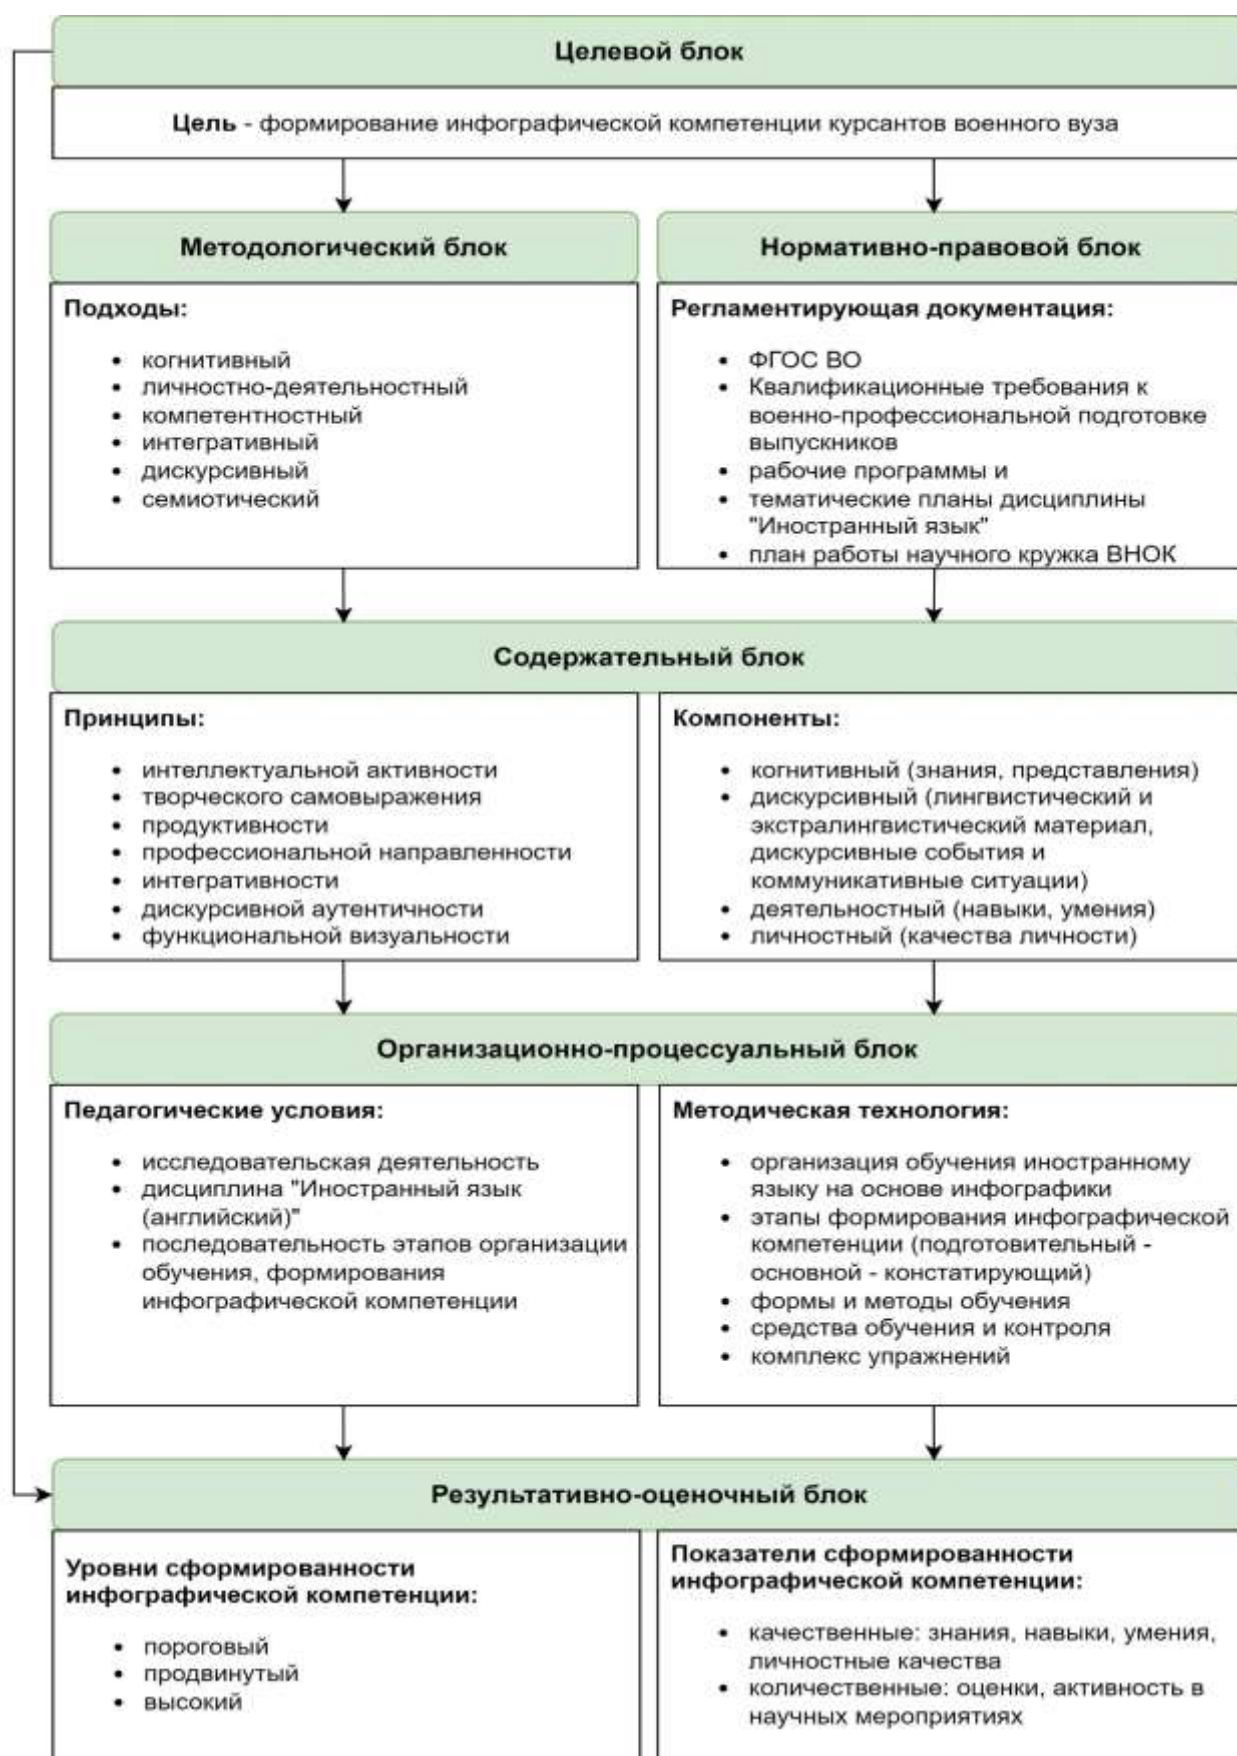 Целевой блок
Цель - формирование инфографической компетенции курсантов военного вуза
Методологический блок
Подходы:
• когнитивный
• личностно-деятельностный
• компетентностный
• интегративный
• дискурсивный
• семиотический
Нормативно-правовой блок
Регламентирующая документация:
• ФГОС ВО
• Квалификационные требования к
военно-профессиональной подготовке
выпускников
• рабочие программы и
• тематические планы дисциплины
"Иностранный язык"
• план работы научного кружка ВНОК
Содержательный блок
Принципы:
• интеллектуальной активности
• творческого самовыражения
• продуктивности
• профессиональной направленности
• интегративности
• дискурсивной аутентичности
• функциональной визуальности
Компоненты:
• когнитивный (знания, представления)
• дискурсивный (лингвистический и
экстралингвистический материал,
дискурсивные события и
коммуникативные ситуации)
• деятельностный (навыки, умения)
• личностный (качества личности)
Организационно-процессуальный блок
Педагогические условия:
• исследовательская деятельность
• дисциплина "Иностранный язык
(английский)"
• последовательность этапов организации
обучения, формирования
инфографической компетенции
Методическая технология:
• организация обучения иностранному
языку на основе инфографики
• этапы формирования инфографической
компетенции (подготовительный -
основной - констатирующий)
• формы и методы обучения
• средства обучения и контроля
• комплекс упражнений
Результативно-оценочный блок
Уровни сформированности
инфографической компетенции:
• пороговый
• продвинутый
• высокий
Показатели сформированности
инфографической компетенции:
• качественные: знания, навыки, умения,
личностные качества
• количественные: оценки, активность в
научных мероприятиях